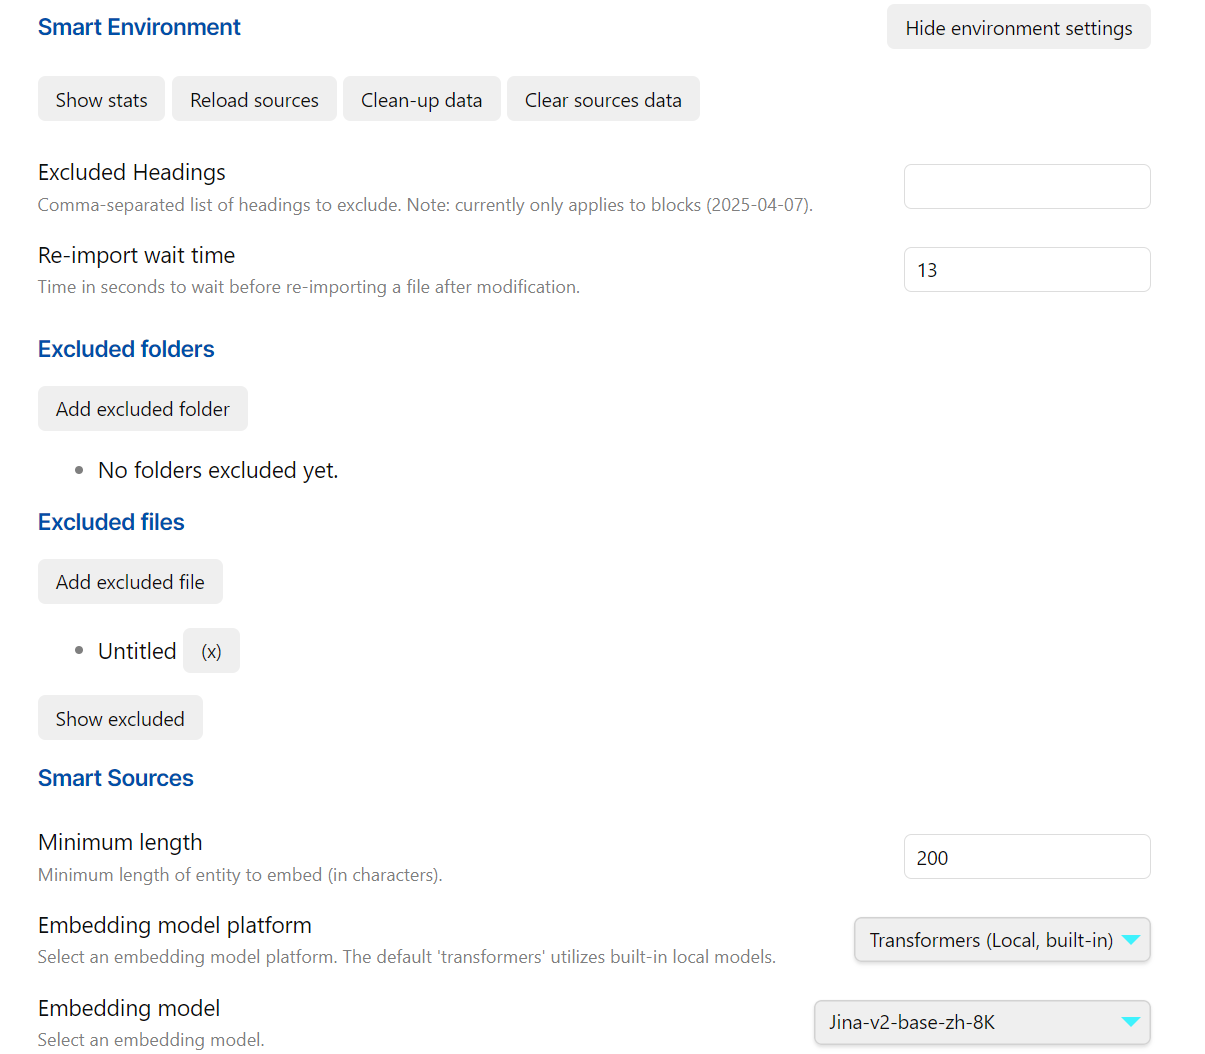 Smart Environment
Hide environment settings
Show stats
Reload sources
Clean-up data
Clear sources data
Excluded Headings
Comma-separated list of headings to exclude. Note: currently only applies to blocks (2025-04-07).
Re-import wait time
13
Time in seconds to wait before re-importing a file after modification.
Excluded folders
Add excluded folder
No folders excluded yet.
Excluded files
Add excluded file
Untitled (x)
Show excluded
Smart Sources
Minimum length
200
Minimum length of entity to embed (in characters).
Embedding model platform
Transformers (Local, built-in)
Select an embedding model platform. The default 'transformers' utilizes built-in local models.
Embedding model
Jina-v2-base-zh-8K
Select an embedding model.